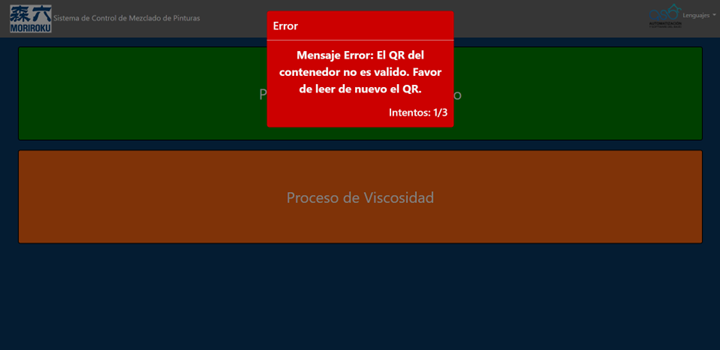 森六
MORIROKU
Sistema de Control de Mezclado de Pinturas
Lenguajes
Error
Mensaje Error: El QR del
contenedor no es valido. Favor
de leer de nuevo el QR.
Intentos: 1/3
P
o
Proceso de Viscosidad